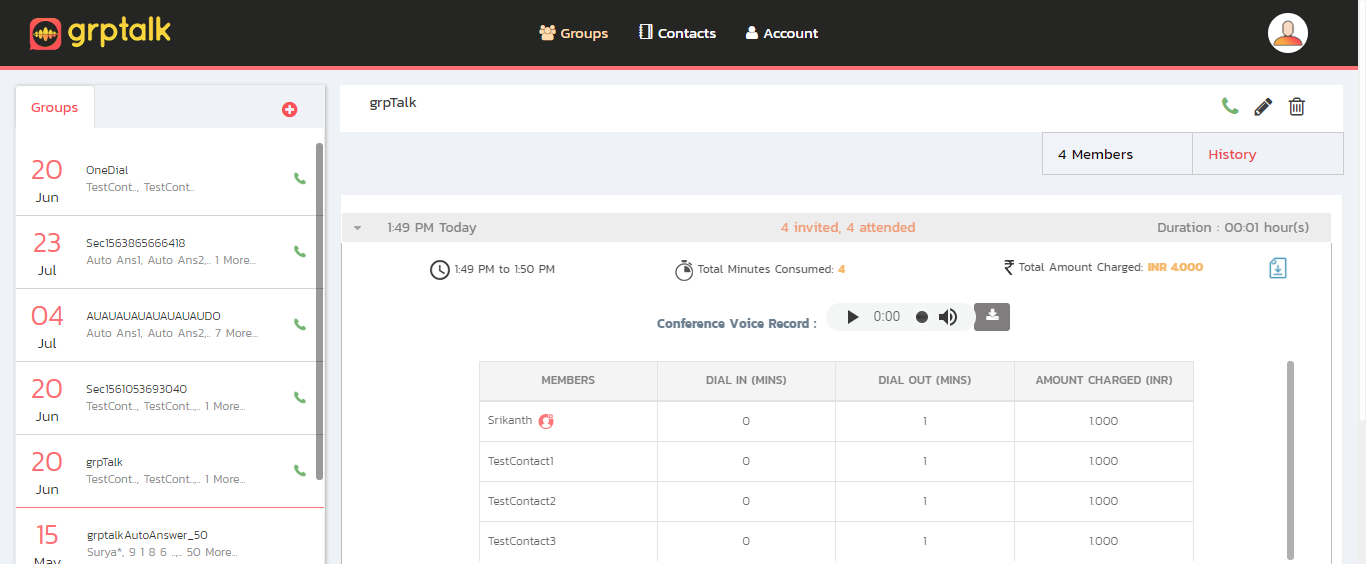 grptalk
Groups Contacts Account
Groups
20 Jun
OneDial
TestCont.., TestCont..
23 Jul
Sec1563865666418
Auto Ans1, Auto Ans2,.. 1 More...
04 Jul
AUAUAUAUAUAUAUAUDO
Auto Ans1, Auto Ans2,.. 7 More...
20 Jun
Sec1561053693040
TestCont.., TestCont..,.. 1 More...
20 Jun
grpTalk
TestCont.., TestCont..,.. 1 More...
15 May
grptalkAutoAnswer_50
Surya*, 9 1 8 6 ..,.. 50 More...
grpTalk
4 Members History
1:49 PM Today 4 invited, 4 attended Duration : 00:01 hour(s)
1:49 PM to 1:50 PM Total Minutes Consumed: 4 ₹ Total Amount Charged: INR 4.000
Conference Voice Record : 0:00
MEMBERS DIAL IN (MINS) DIAL OUT (MINS) AMOUNT CHARGED (INR)
Srikanth 0 1 1.000
TestContact1 0 1 1.000
TestContact2 0 1 1.000
TestContact3 0 1 1.000